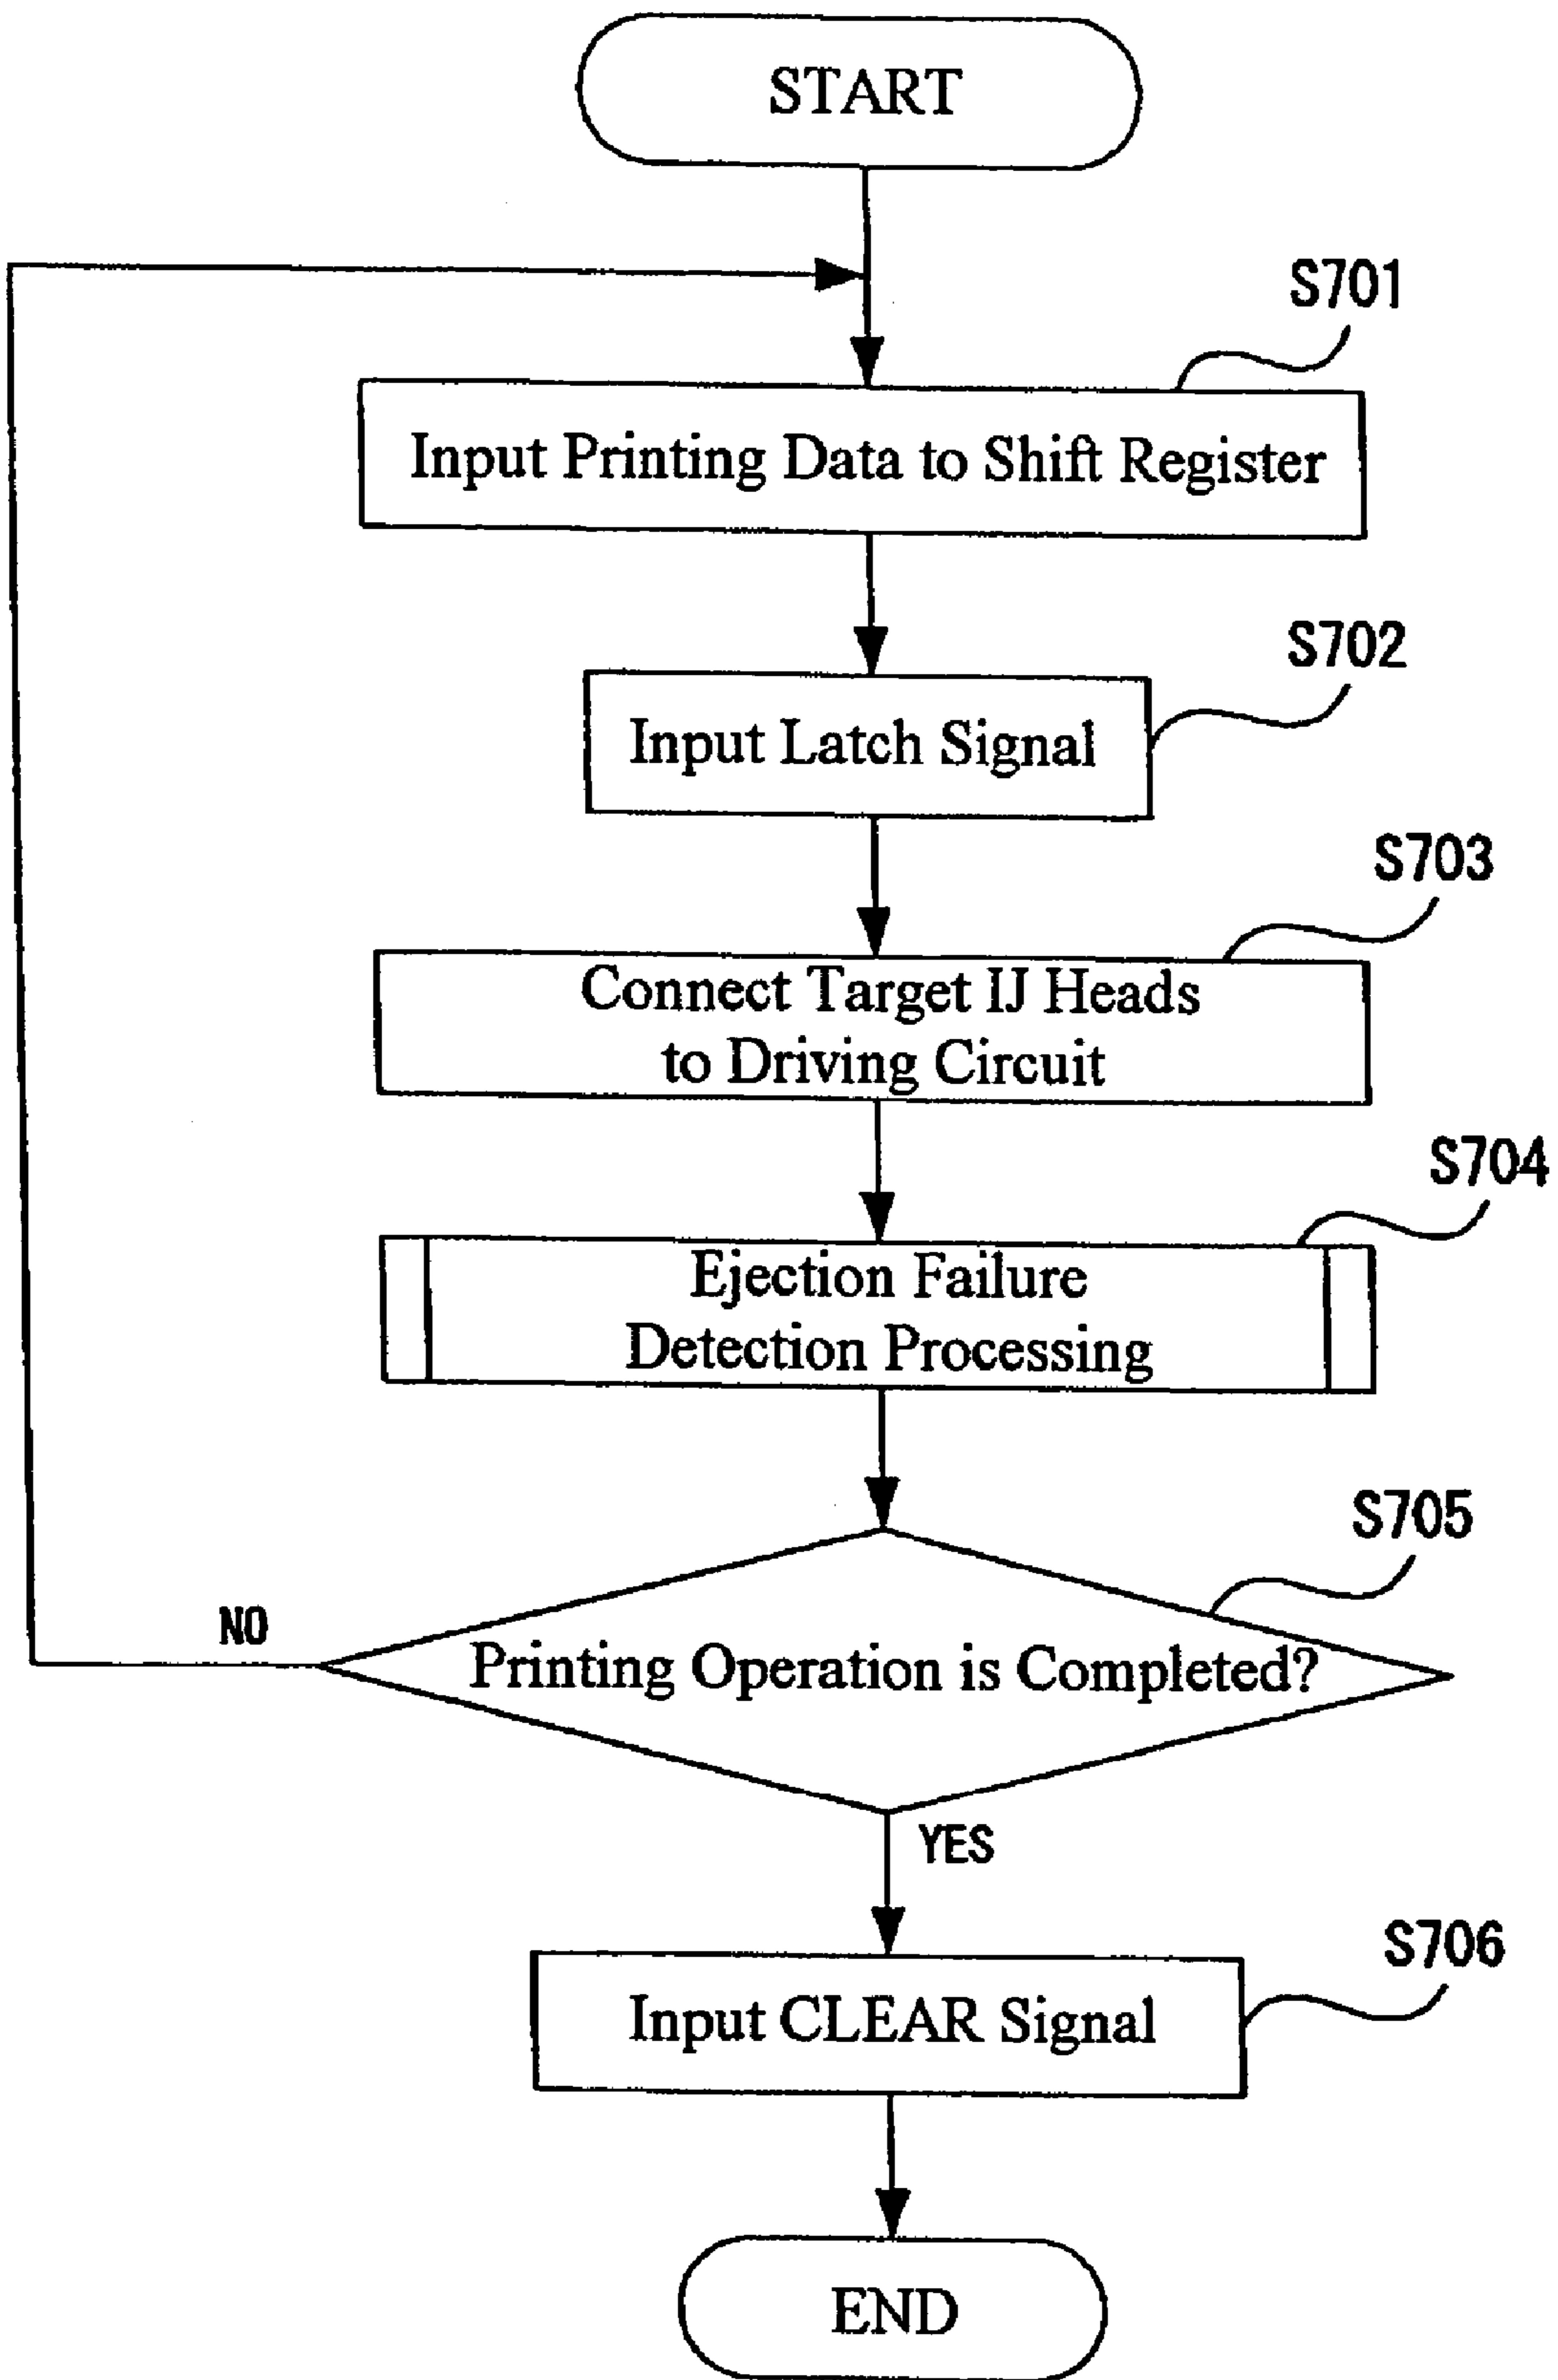 START
S701
Input Printing Data to Shift Register
S702
Input Latch Signal
S703
Connect Target IJ Heads
to Driving Circuit
S704
Ejection Failure
Detection Processing
S705
NO
Printing Operation is Completed?
YES
S706
Input CLEAR Signal
END